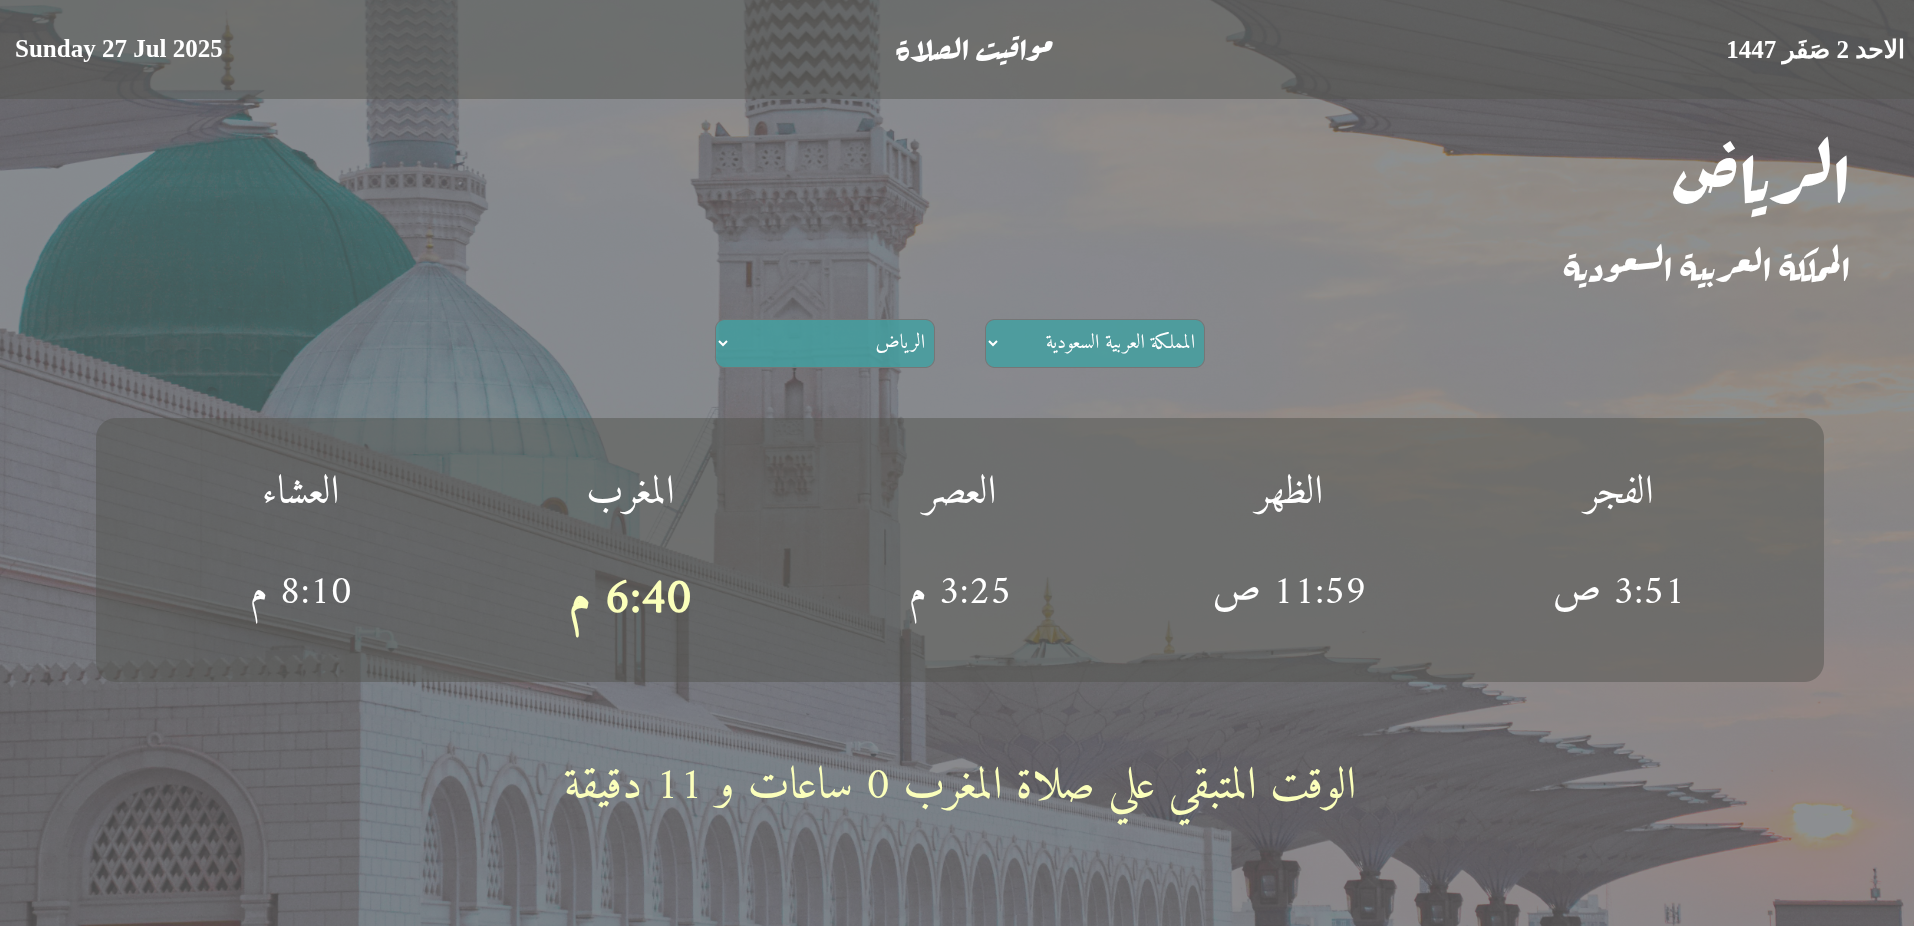 الاحد 2 صَفَر 1447
مواقيت الصلاة
Sunday 27 Jul 2025
الرياض
المملكة العربية السعودية
المملكة العربية السعودية
الرياض
الفجر
الظهر
العصر
المغرب
العشاء
3:51 ص
11:59 ص
3:25 م
6:40 م
8:10 م
الوقت المتبقي علي صلاة المغرب 0 ساعات و 11 دقيقة